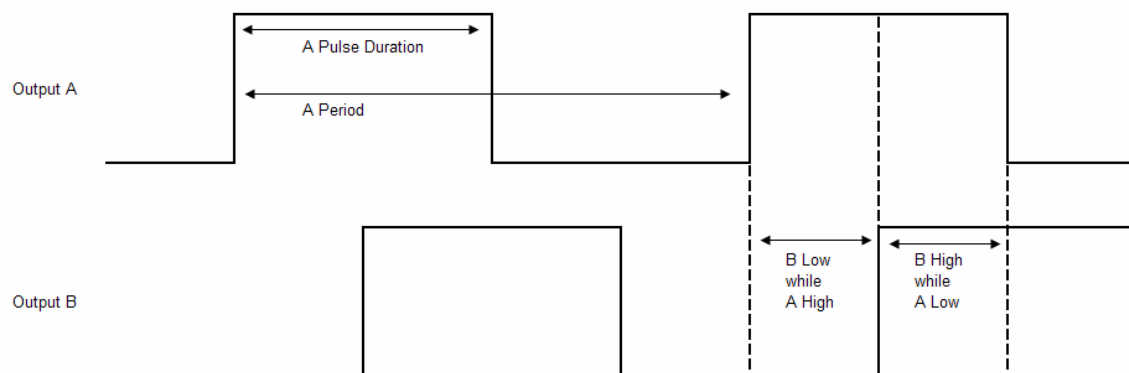 A Pulse Duration
Output A
A Period
B Low
while
A High
B High
while
A Low
Output B